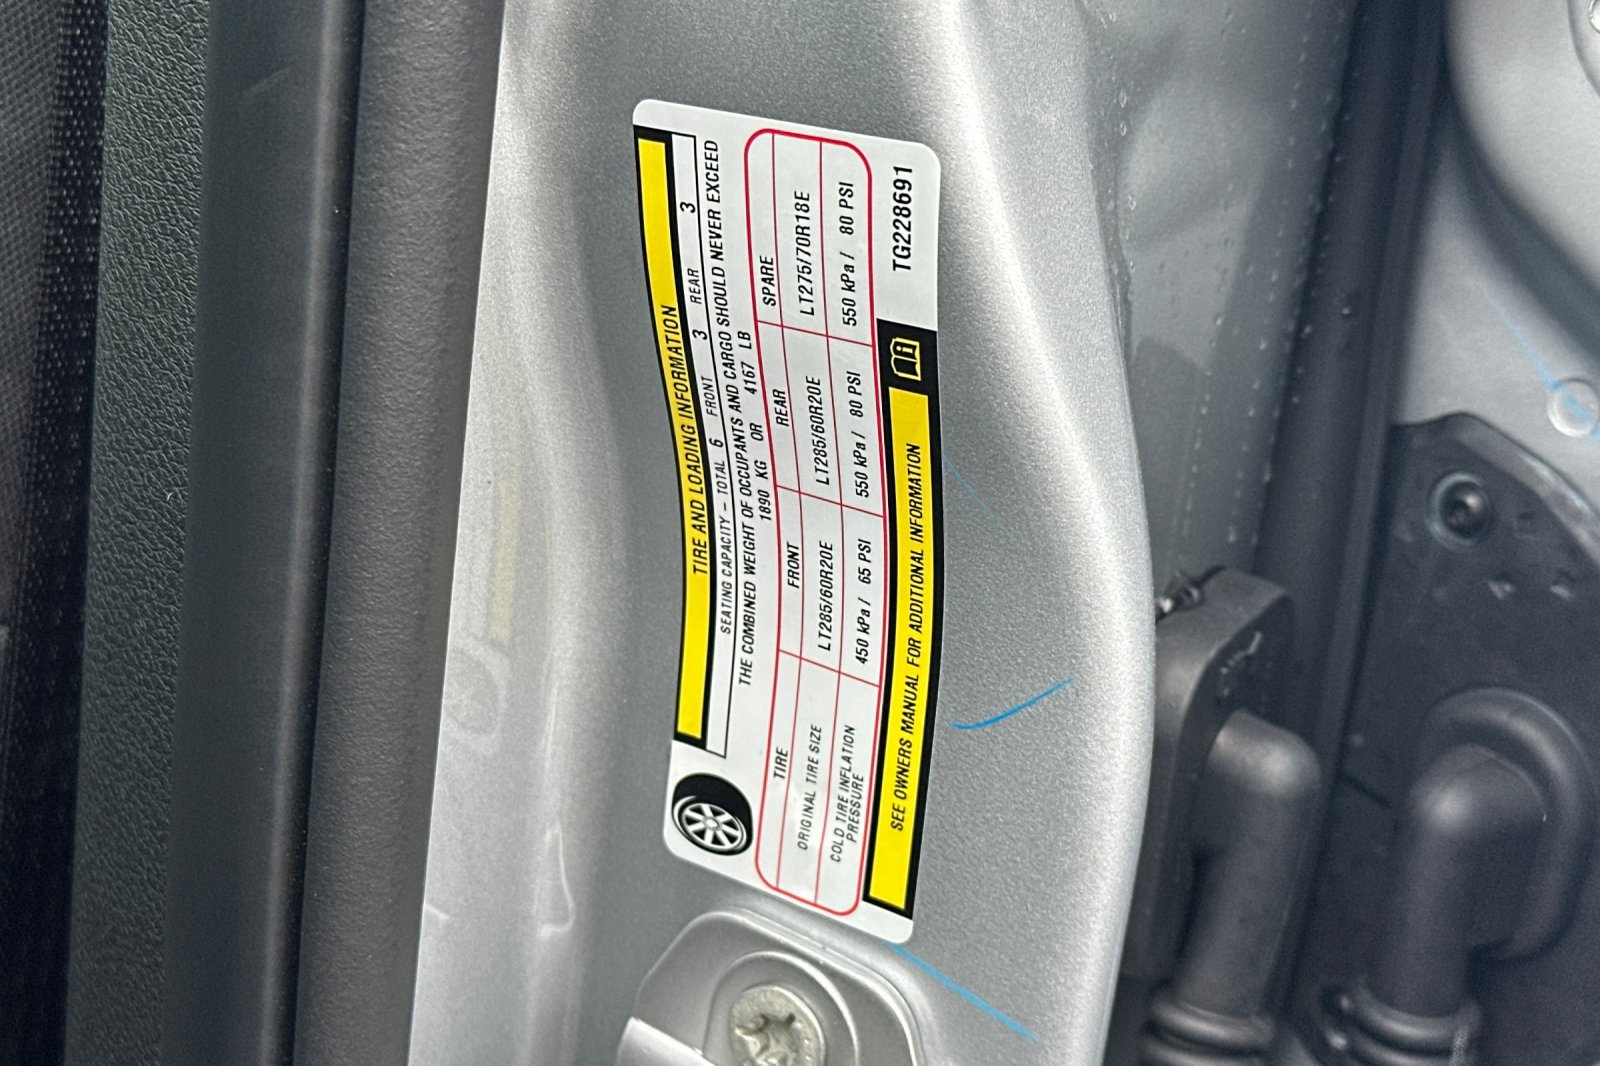 TIRE AND LOADING INFORMATION
SEATING CAPACITY – TOTAL 6 FRONT 3 REAR 3
THE COMBINED WEIGHT OF OCCUPANTS AND CARGO SHOULD NEVER EXCEED
1890 KG OR 4167 LB
TIRE FRONT REAR SPARE
ORIGINAL TIRE SIZE LT285/60R20E LT285/60R20E LT275/70R18E
COLD TIRE INFLATION PRESSURE 450 kPa / 65 PSI 550 kPa / 80 PSI 550 kPa / 80 PSI
SEE OWNERS MANUAL FOR ADDITIONAL INFORMATION
TG228691